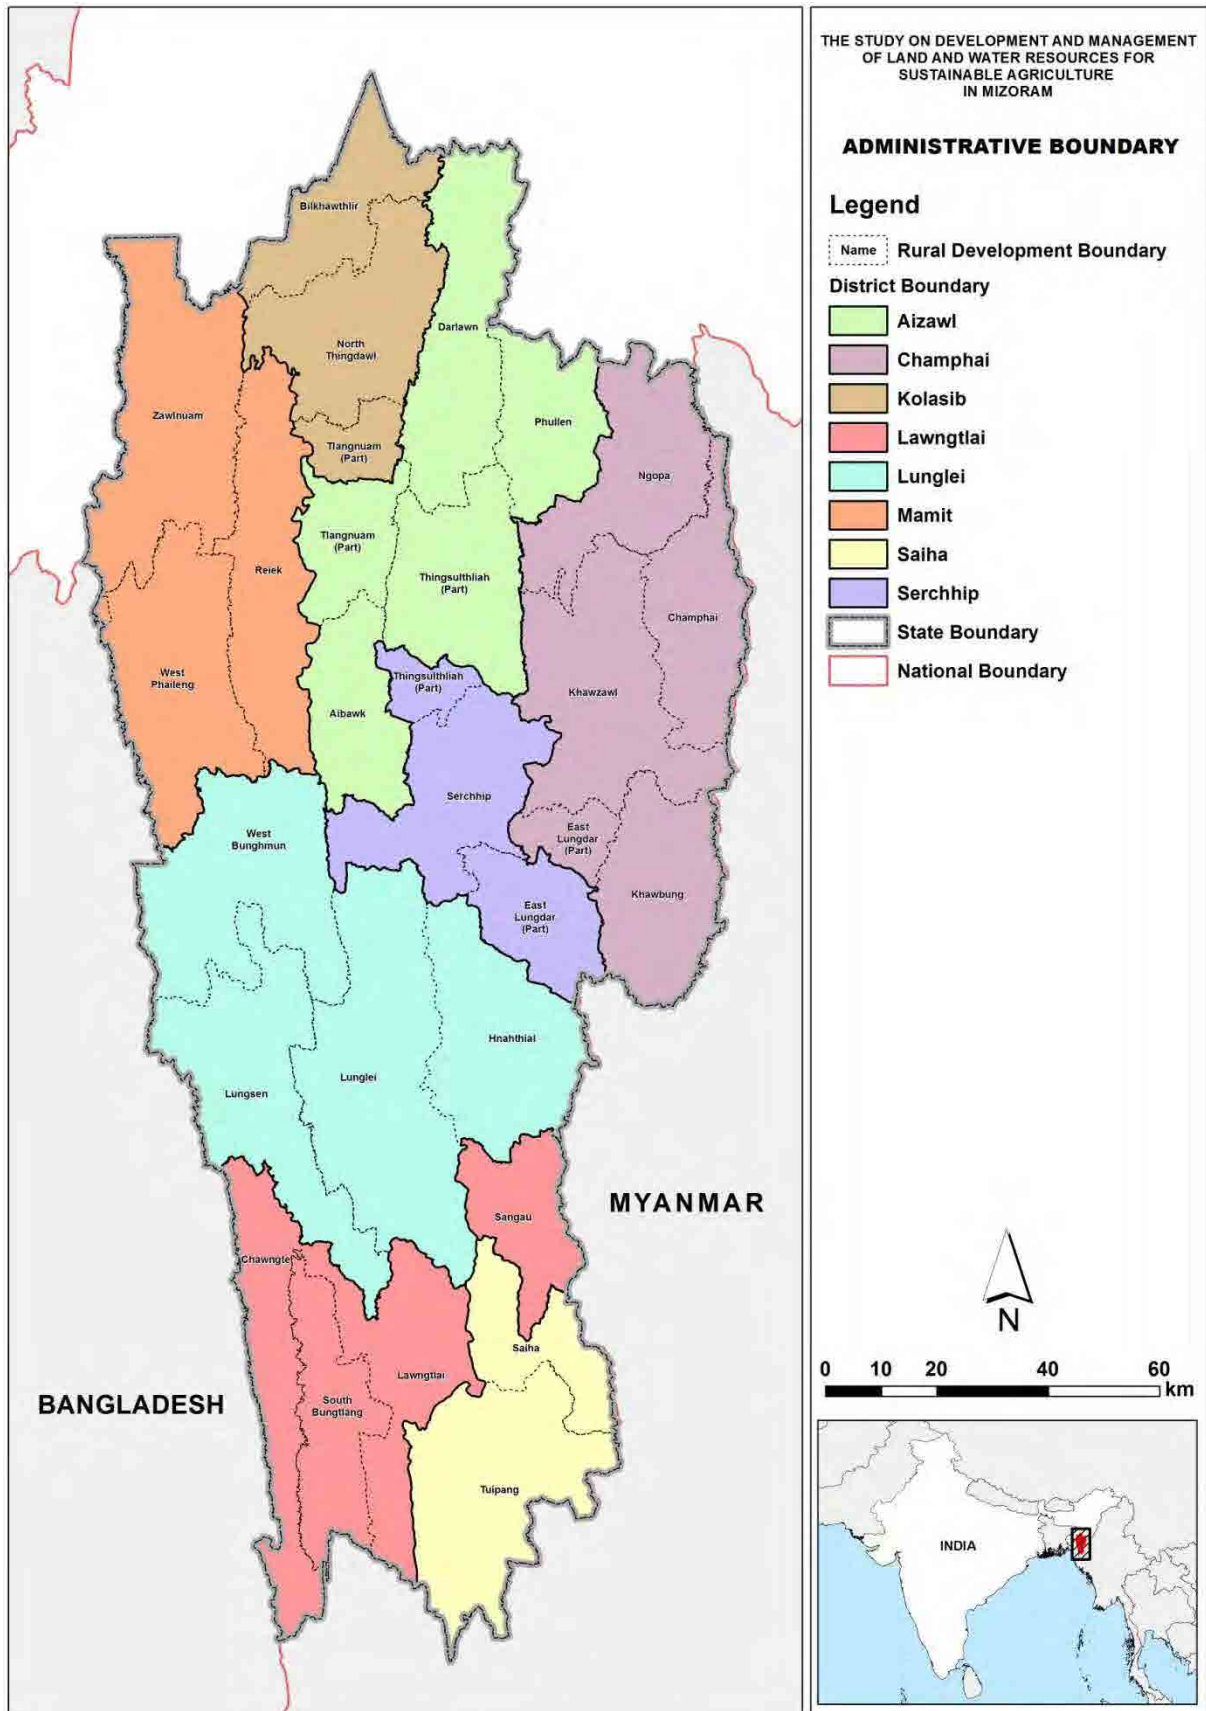 THE STUDY ON DEVELOPMENT AND MANAGEMENT
OF LAND AND WATER RESOURCES FOR
SUSTAINABLE AGRICULTURE
IN MIZORAM
ADMINISTRATIVE BOUNDARY
Legend
Name Rural Development Boundary
District Boundary
Aizawl
Champhai
Kolasib
Lawngtlai
Lunglei
Mamit
Saiha
Serchhip
State Boundary
National Boundary
Bilkhawthlir
Darlawn
North
Thingdawl
Zawlnuam
Phullen
Tlangnuam
(Part)
Ngopa
Tlangnuam
(Part)
Reiek
Thingsulthliah
(Part)
Champhai
West
Phaileng
Thingsulthliah
(Part)
Khawzawl
Aibawk
Serchhip
West
Bunghmun
East
Lungdar
(Part)
Khawbung
East
Lungdar
(Part)
Hnahthial
Lunglei
Lungsen
MYANMAR
Sangau
Chawngte
Saiha
Lawngtlai
South
Bungtlang
BANGLADESH
Tuipang
N
0 10 20 40 60
km
INDIA